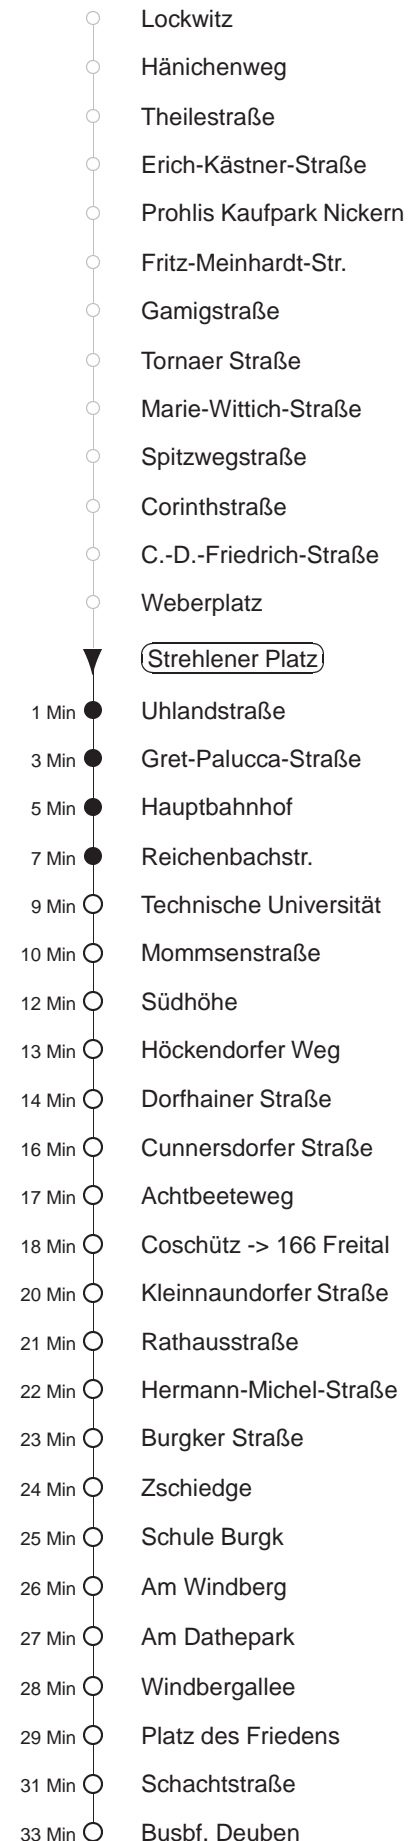 Lockwitz
Hänichenweg
Theilestraße
Erich-Kästner-Straße
Prohlis Kaufpark Nickern
Fritz-Meinhardt-Str.
Gamigstraße
Tornaer Straße
Marie-Wittich-Straße
Spitzwegstraße
Corinthstraße
C.-D.-Friedrich-Straße
Weberplatz
Strehlener Platz
1 Min Uhlandstraße
3 Min Gret-Palucca-Straße
5 Min Hauptbahnhof
7 Min Reichenbachstr.
9 Min Technische Universität
10 Min Mommsenstraße
12 Min Südhöhe
13 Min Höckendorfer Weg
14 Min Dorfhainer Straße
16 Min Cunnersdorfer Straße
17 Min Achtbeeteweg
18 Min Coschütz -> 166 Freital
20 Min Kleinnaundorfer Straße
21 Min Rathausstraße
22 Min Hermann-Michel-Straße
23 Min Burgker Straße
24 Min Zschiedge
25 Min Schule Burgk
26 Min Am Windberg
27 Min Am Dathepark
28 Min Windbergallee
29 Min Platz des Friedens
31 Min Schachtstraße
33 Min Busbf. Deuben